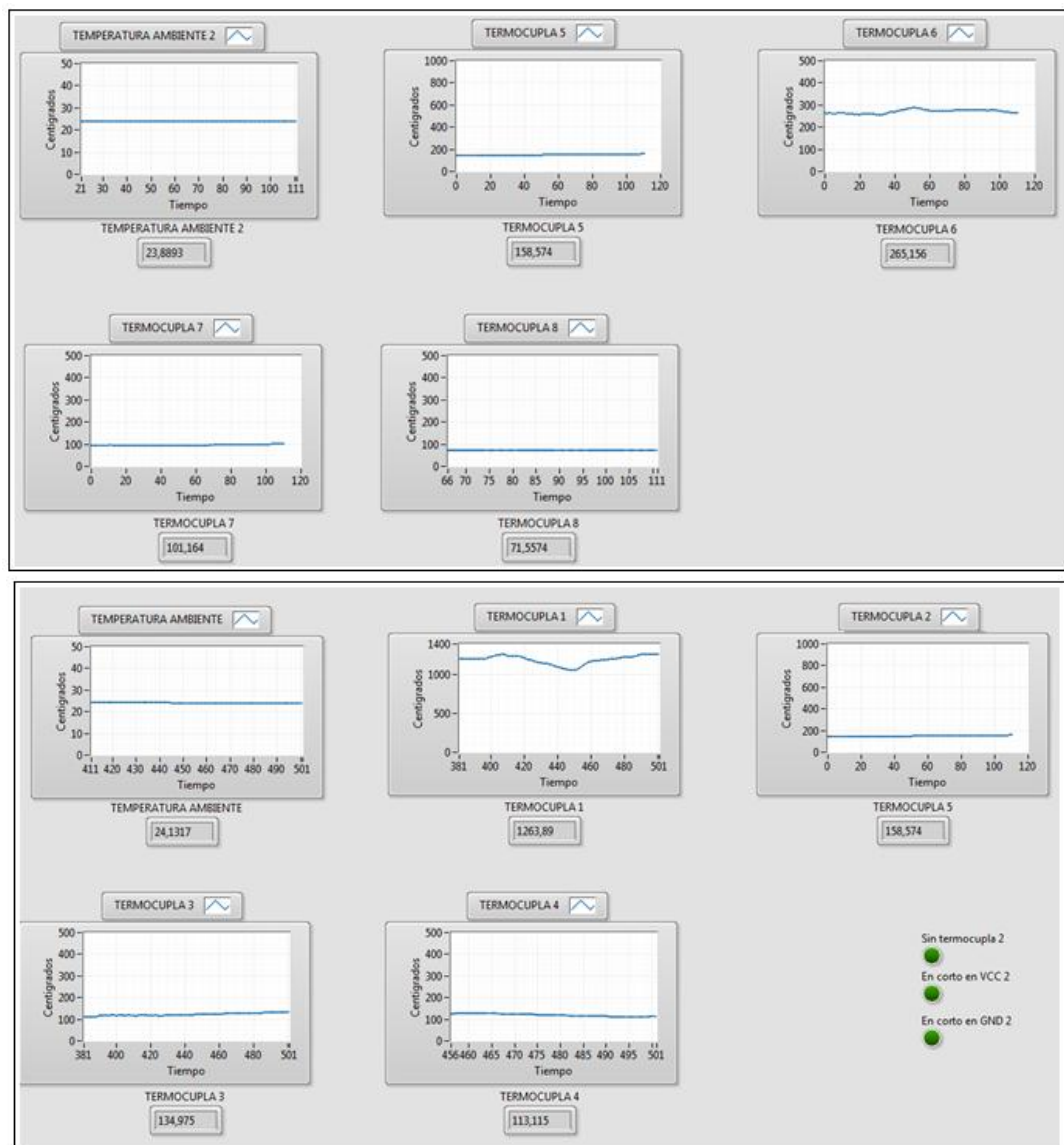 TEMPERATURA AMBIENTE 2
Centigrados
50
40
30
20
10
0
21 30 40 50 60 70 80 90 100 111
Tiempo
TEMPERATURA AMBIENTE 2
23,8893
TERMOCUPLA 5
Centigrados
1000
800
600
400
200
0
0 20 40 60 80 100 120
Tiempo
TERMOCUPLA 5
158,574
TERMOCUPLA 6
Centigrados
500
400
300
200
100
0
0 20 40 60 80 100 120
Tiempo
TERMOCUPLA 6
265,156
TERMOCUPLA 7
Centigrados
500
400
300
200
100
0
0 20 40 60 80 100 120
Tiempo
TERMOCUPLA 7
101,164
TERMOCUPLA 8
Centigrados
500
400
300
200
100
0
66 70 75 80 85 90 95 100 105 111
Tiempo
TERMOCUPLA 8
71,5574
TEMPERATURA AMBIENTE
Centigrados
50
40
30
20
10
0
411 420 430 440 450 460 470 480 490 501
Tiempo
TEMPERATURA AMBIENTE
24,1317
TERMOCUPLA 1
Centigrados
1400
1000
500
0
381 400 420 440 460 480 501
Tiempo
TERMOCUPLA 1
1263,89
TERMOCUPLA 2
Centigrados
1000
800
600
400
200
0
0 20 40 60 80 100 120
Tiempo
TERMOCUPLA 5
158,574
TERMOCUPLA 3
Centigrados
500
400
300
200
100
0
381 400 420 440 460 480 501
Tiempo
TERMOCUPLA 3
134,975
TERMOCUPLA 4
Centigrados
500
400
300
200
100
0
456 460 465 470 475 480 485 490 495 501
Tiempo
TERMOCUPLA 4
113,115
Sin termocupla 2
En corto en VCC 2
En corto en GND 2